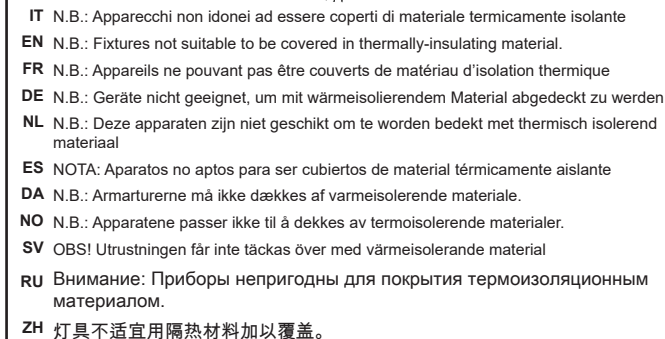 IT N.B.: Apparecchi non idonei ad essere coperti di materiale termicamente isolante
EN N.B.: Fixtures not suitable to be covered in thermally-insulating material.
FR N.B.: Appareils ne pouvant pas être couverts de matériau d'isolation thermique
DE N.B.: Geräte nicht geeignet, um mit wärmeisolierendem Material abgedeckt zu werden
NL N.B.: Deze apparaten zijn niet geschikt om te worden bedekt met thermisch isolerend
materiaal
ES NOTA: Aparatos no aptos para ser cubiertos de material térmicamente aislante
DA N.B.: Armarturerne må ikke dækkes af varmeisolerende materiale.
NO N.B.: Apparatene passer ikke til å dekkes av termoisolerende materialer.
SV OBS! Utrustningen får inte täckas över med värmeisolerande material
RU Внимание: Приборы непригодны для покрытия термоизоляционным
материалом.
ZH 灯具不适宜用隔热材料加以覆盖。